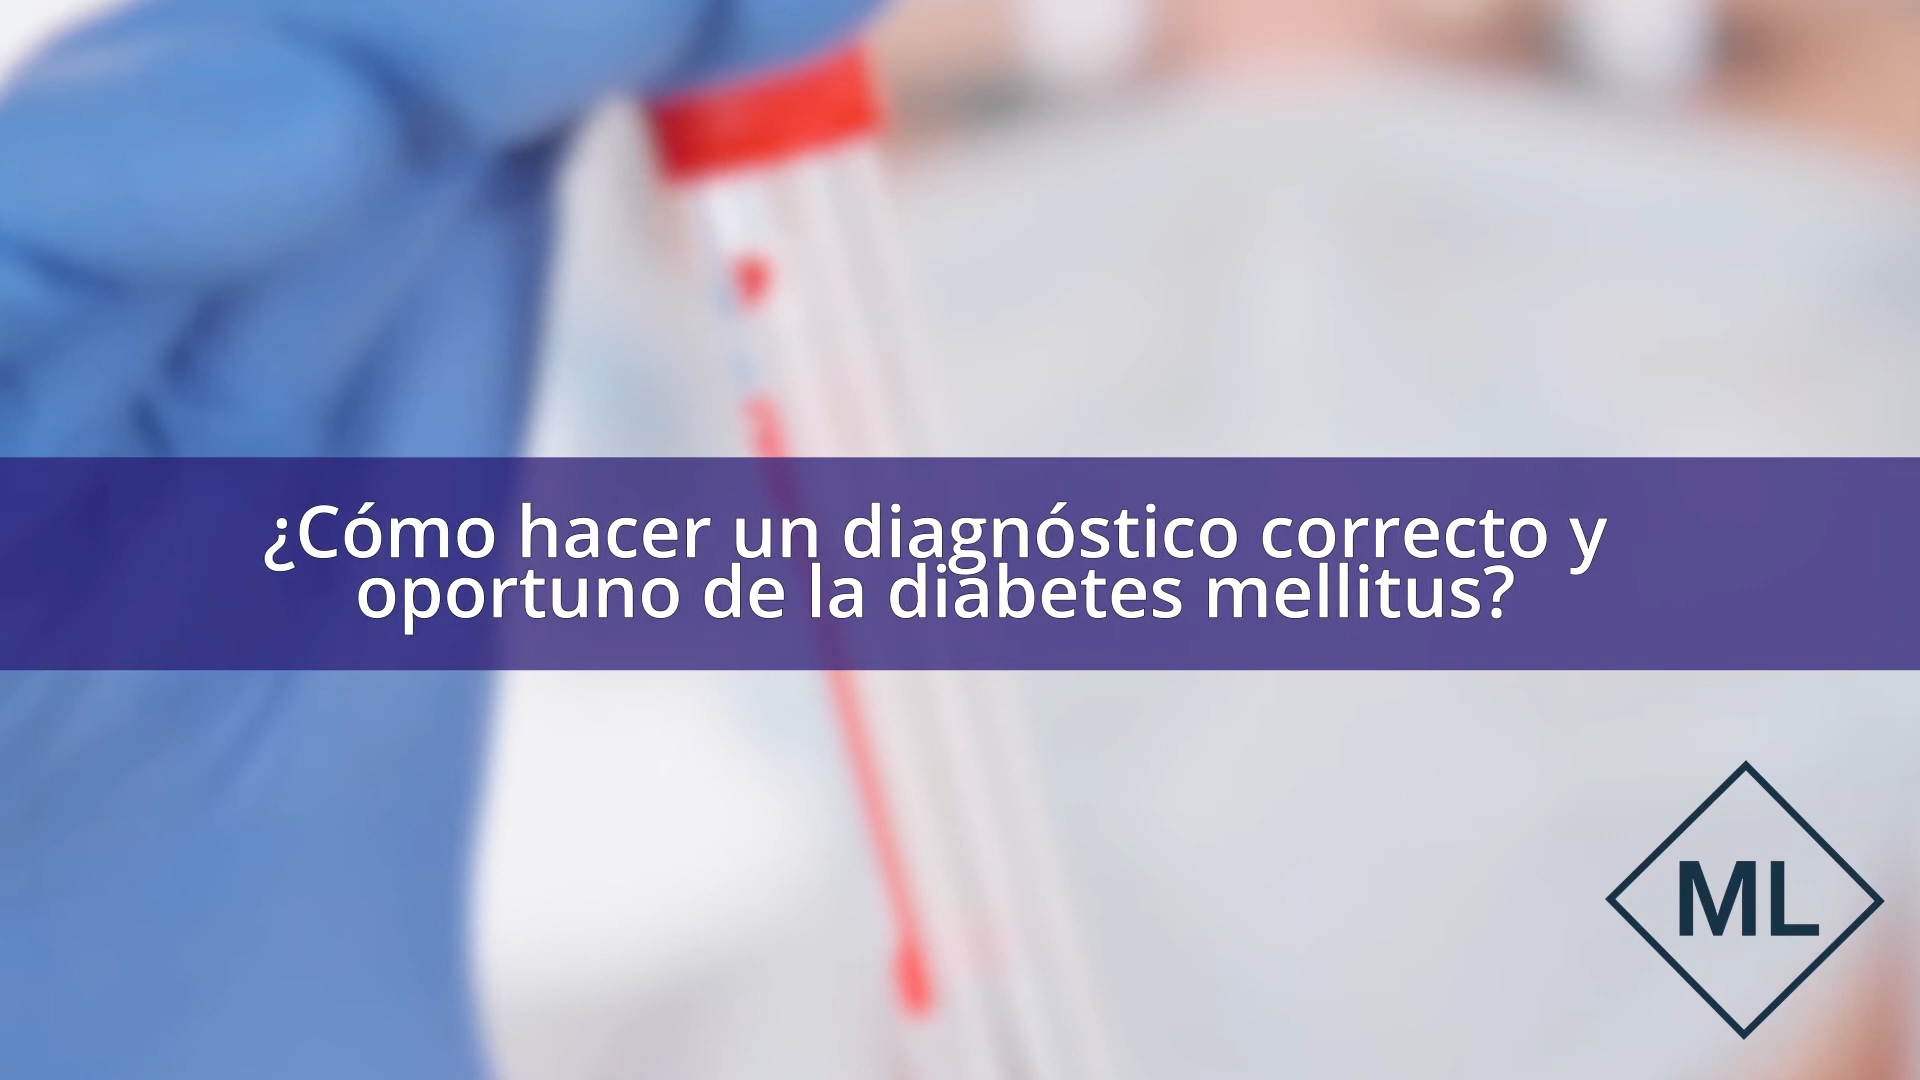 ¿Cómo hacer un diagnóstico correcto y
oportuno de la diabetes mellitus?
ML